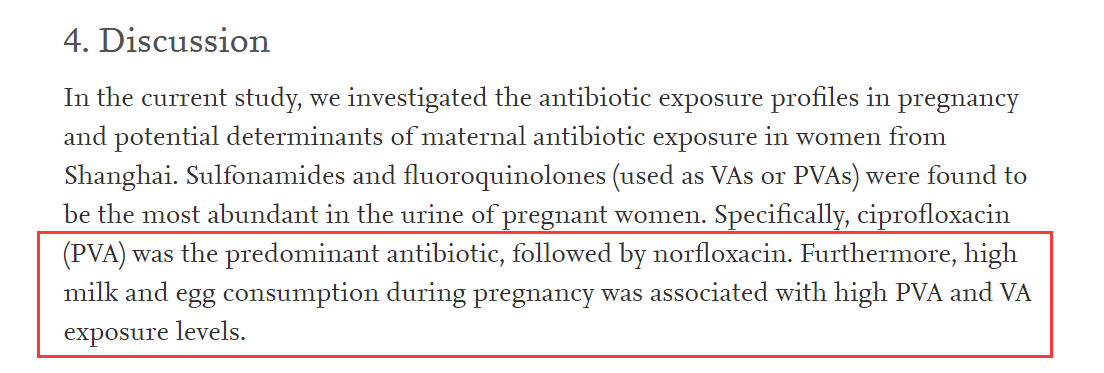 4. Discussion
In the current study, we investigated the antibiotic exposure profiles in pregnancy
and potential determinants of maternal antibiotic exposure in women from
Shanghai. Sulfonamides and fluoroquinolones (used as VAs or PVAs) were found to
be the most abundant in the urine of pregnant women. Specifically, ciprofloxacin
(PVA) was the predominant antibiotic, followed by norfloxacin. Furthermore, high
milk and egg consumption during pregnancy was associated with high PVA and VA
exposure levels.